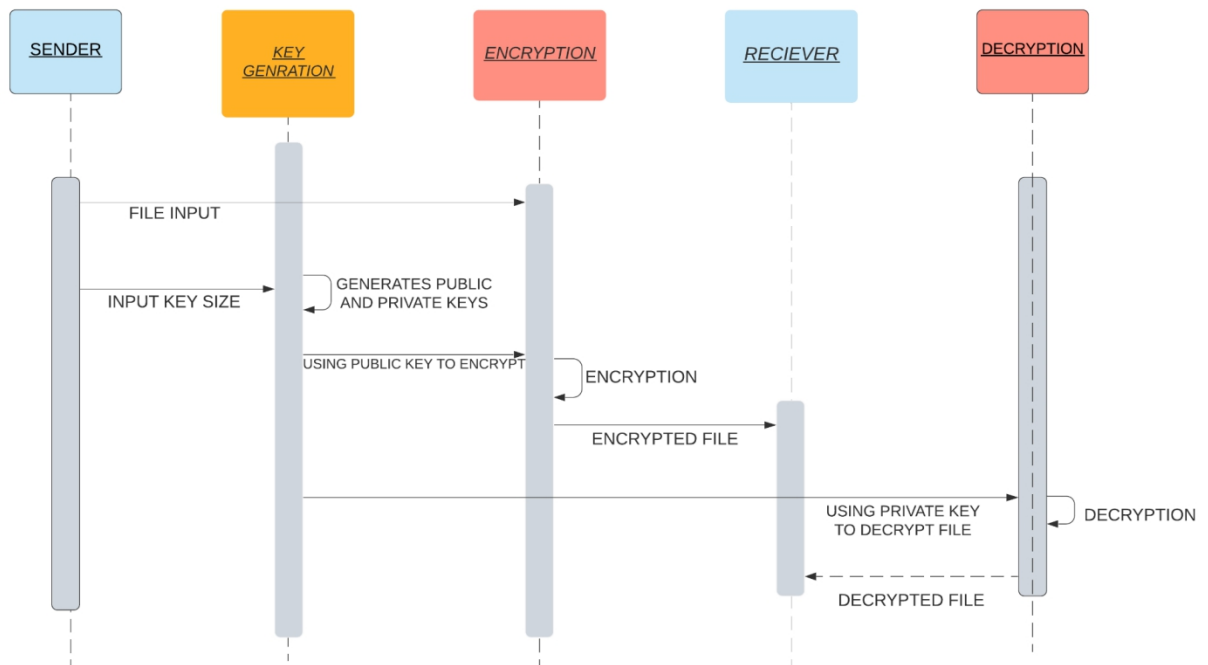 SENDER
KEY
GENRATION
ENCRYPTION
RECIEVER
DECRYPTION
FILE INPUT
INPUT KEY SIZE
GENERATES PUBLIC
AND PRIVATE KEYS
USING PUBLIC KEY TO ENCRYPT
ENCRYPTION
ENCRYPTED FILE
USING PRIVATE KEY
TO DECRYPT FILE
DECRYPTION
DECRYPTED FILE